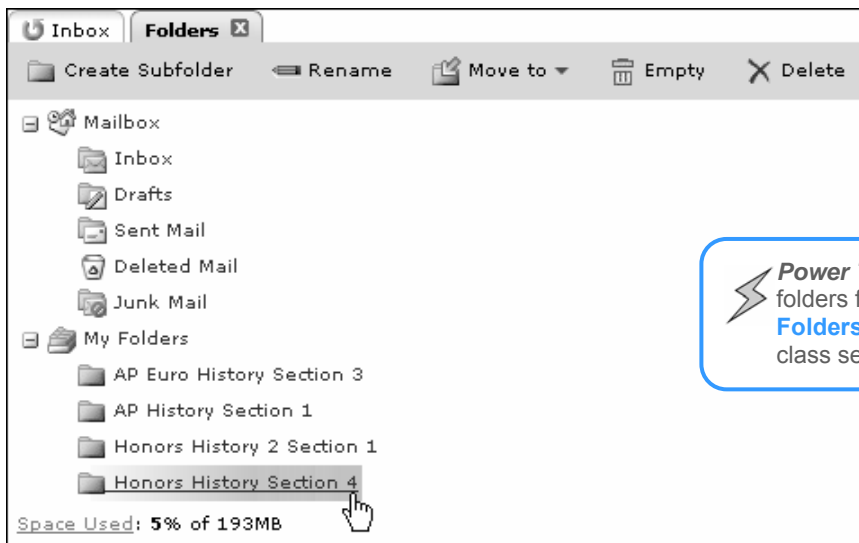 Inbox Folders
Create Subfolder Rename Move to Empty Delete
Mailbox
Inbox
Drafts
Sent Mail
Deleted Mail
Junk Mail
My Folders
AP Euro History Section 3
AP History Section 1
Honors History 2 Section 1
Honors History Section 4
Space Used: 5% of 193MB
Power
folders
Folders
class